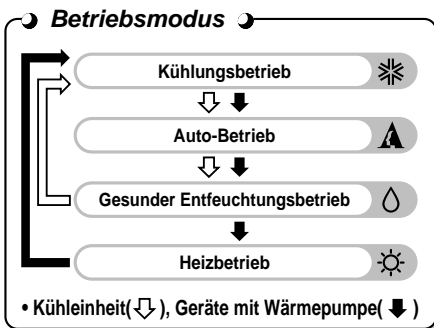 Betriebsmodus
Kühlungsbetrieb
Auto-Betrieb
Gesunder Entfeuchtungsbetrieb
Heizbetrieb
• Kühleinheit( ), Geräte mit Wärmepumpe( )